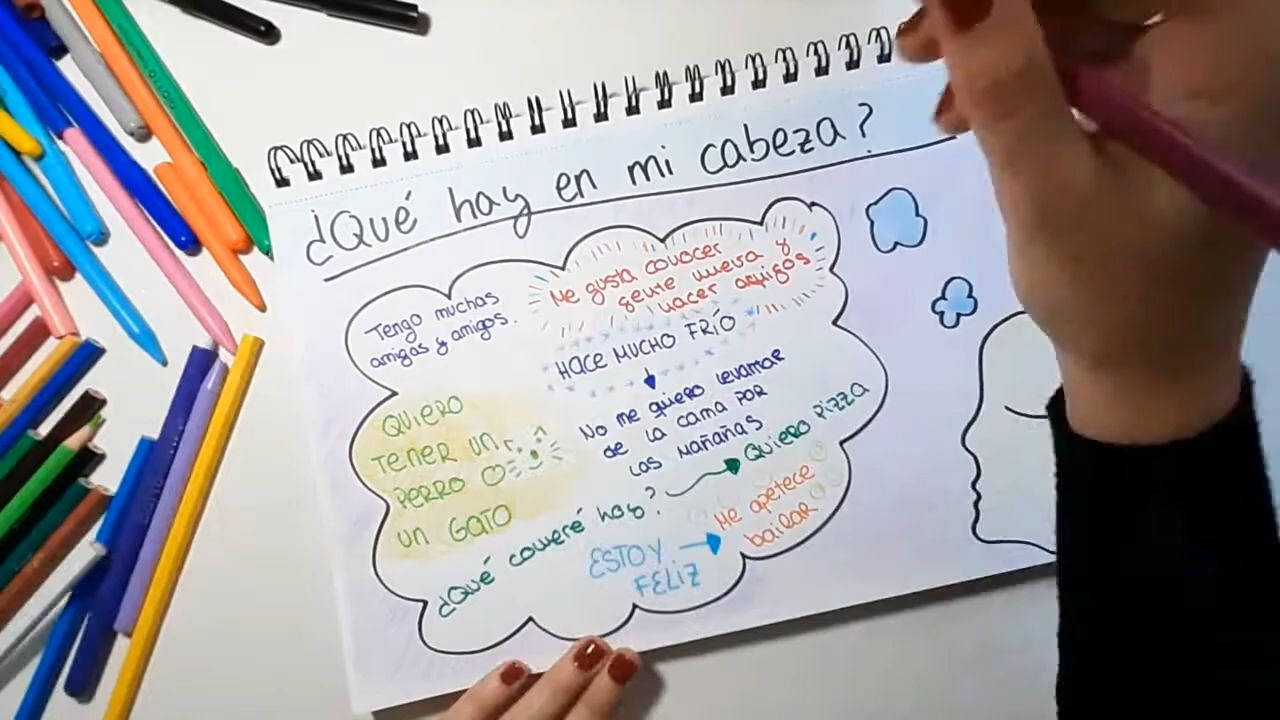 ¿Qué hay en mi cabeza?
Tengo muchas
amigas y amigos.
Me gusta conocer
gente nueva y
hacer amigos
HACE MUCHO FRÍO
No me quiero levantar
de la cama por
las mañanas
QUIERO
TENER UN
PERRO O
UN GATO
¿Qué comeré hoy?
QUIERO PIZZA
ESTOY
FELIZ
Me apetece
bailar